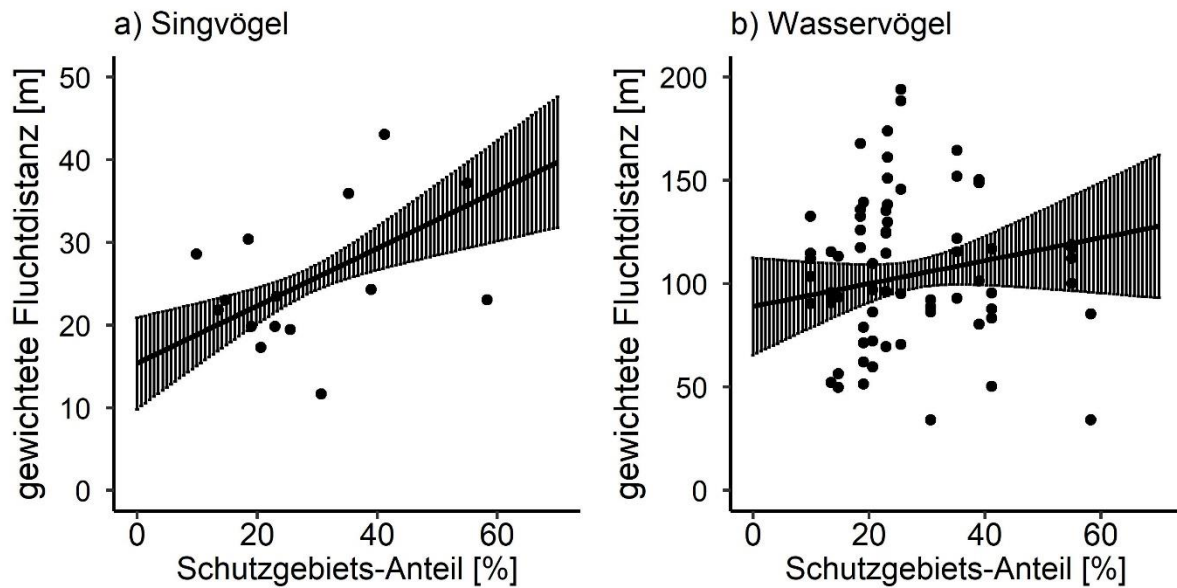 a) Singvögel
gewichtete Fluchtdistanz [m]
50
40
30
20
10
0
0 20 40 60
Schutzgebiets-Anteil [%]
b) Wasservögel
gewichtete Fluchtdistanz [m]
200
150
100
50
0
0 20 40 60
Schutzgebiets-Anteil [%]